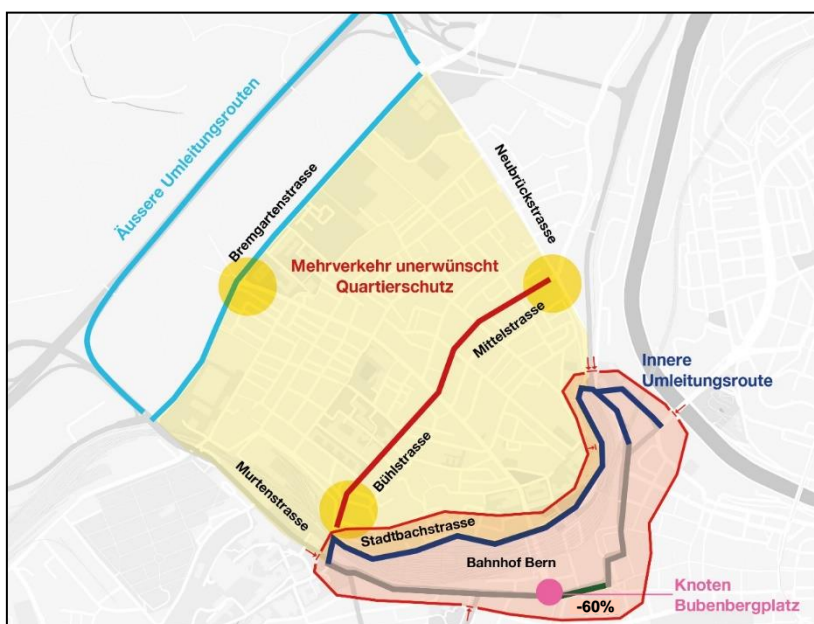 Äussere Umleitungsrouten
Bremgartenstrasse
Neubrückstrasse
Mehrverkehr unerwünscht
Quartierschutz
Mittelstrasse
Innere
Umleitungsroute
Bühlstrasse
Murtenstrasse
Stadtbachstrasse
Bahnhof Bern
Knoten
Bubenbergplatz
-60%